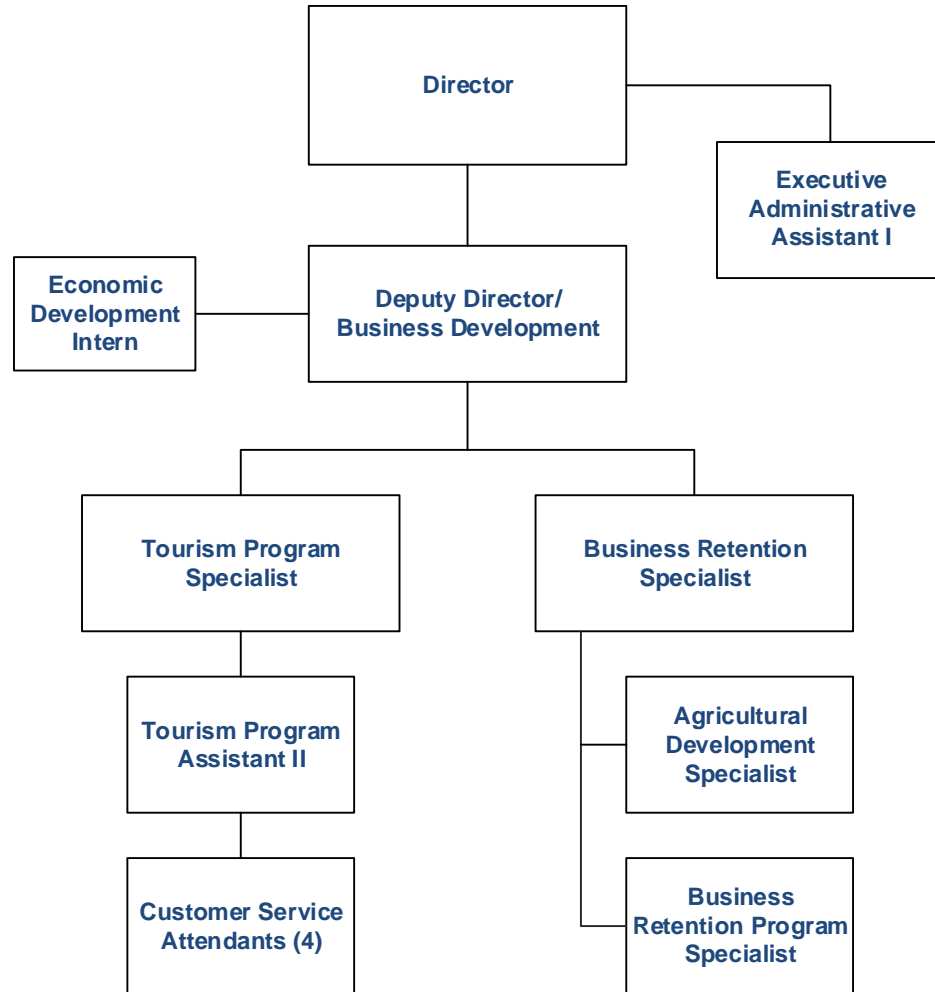 Director
Executive
Administrative
Assistant I
Economic
Development
Intern
Deputy Director/
Business Development
Tourism Program
Specialist
Business Retention
Specialist
Tourism Program
Assistant II
Agricultural
Development
Specialist
Customer Service
Attendants (4)
Business
Retention Program
Specialist